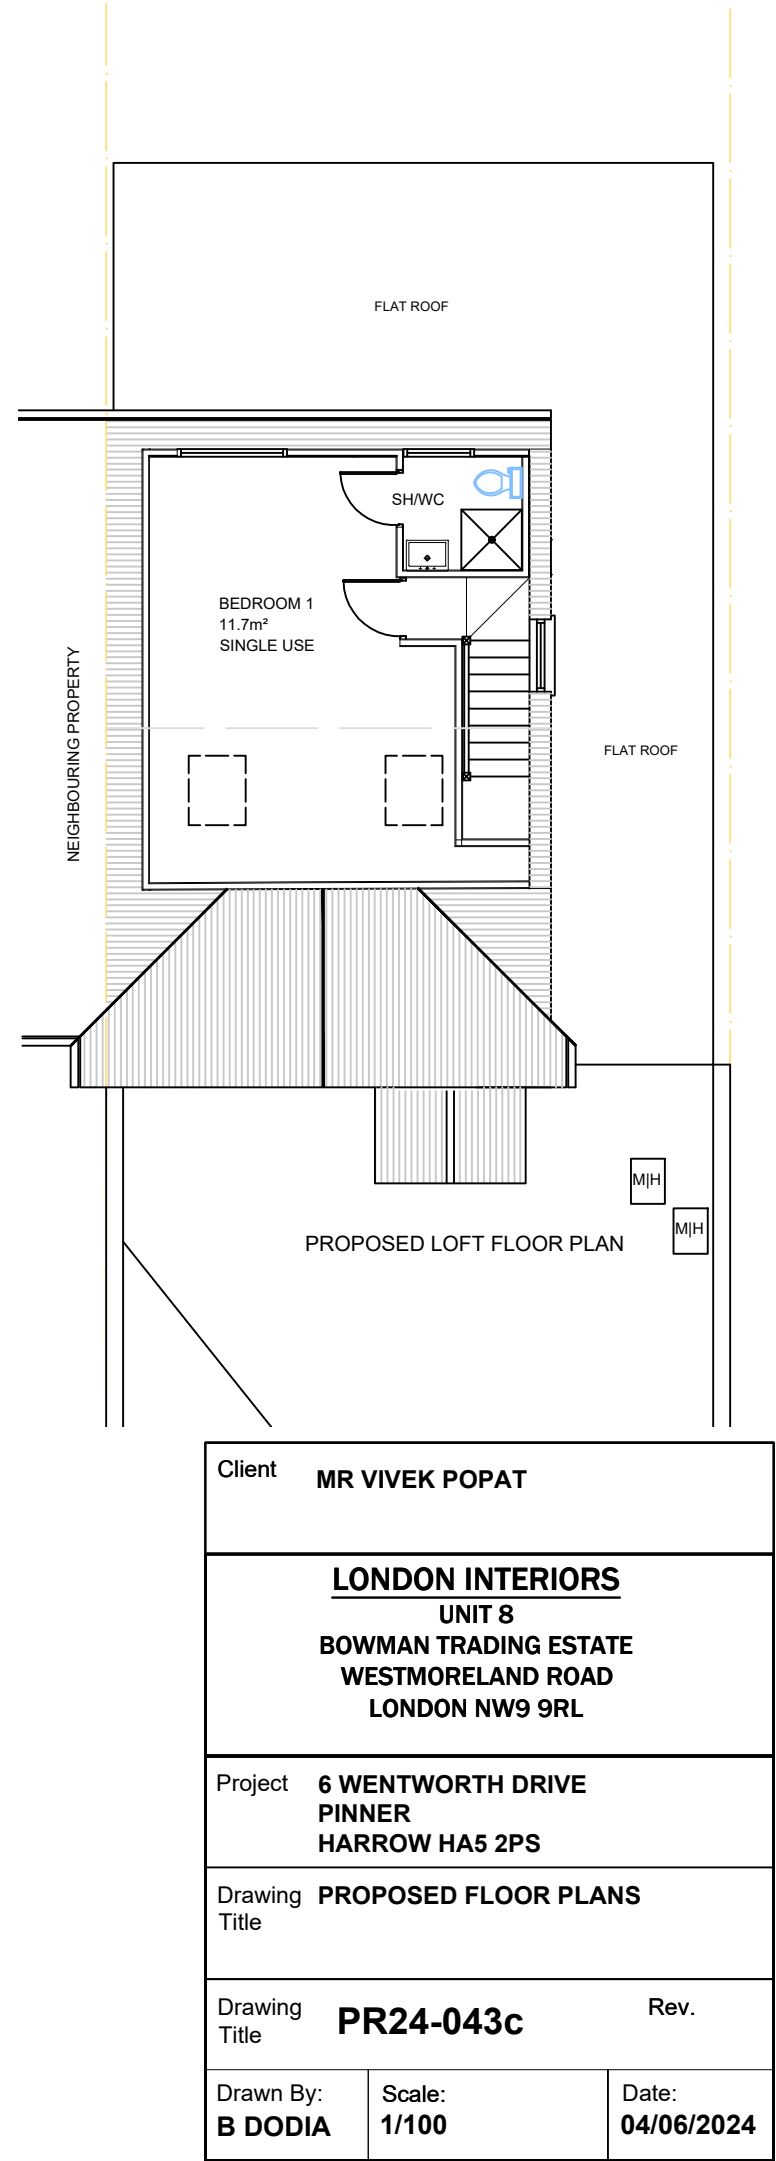 FLAT ROOF
SH/WC
BEDROOM 1
11.7m²
SINGLE USE
NEIGHBOURING PROPERTY
FLAT ROOF
M|H
M|H
PROPOSED LOFT FLOOR PLAN
Client MR VIVEK POPAT
LONDON INTERIORS
UNIT 8
BOWMAN TRADING ESTATE
WESTMORELAND ROAD
LONDON NW9 9RL
Project 6 WENTWORTH DRIVE
PINNER
HARROW HA5 2PS
Drawing PROPOSED FLOOR PLANS
Title
Drawing PR24-043c Rev.
Title
Drawn By: Scale: Date:
B DODIA 1/100 04/06/2024